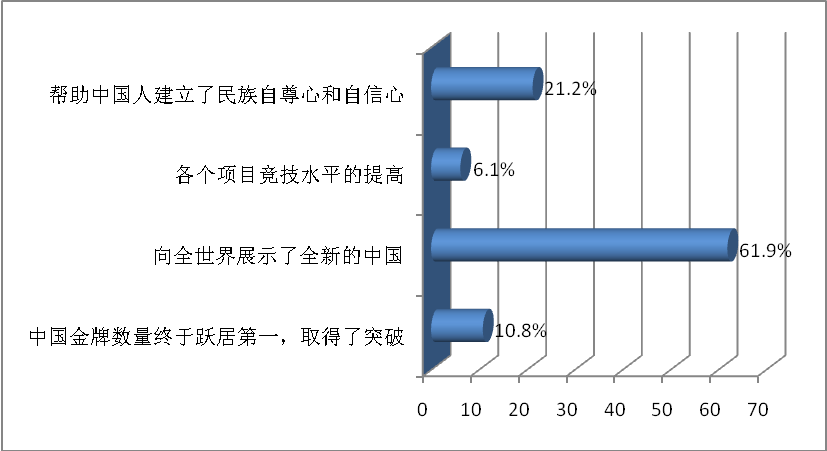 帮助中国人建立了民族自尊心和自信心
21.2%
各个项目竞技水平的提高
6.1%
向全世界展示了全新的中国
61.9%
中国金牌数量终于跃居第一，取得了突破
10.8%
0 10 20 30 40 50 60 70